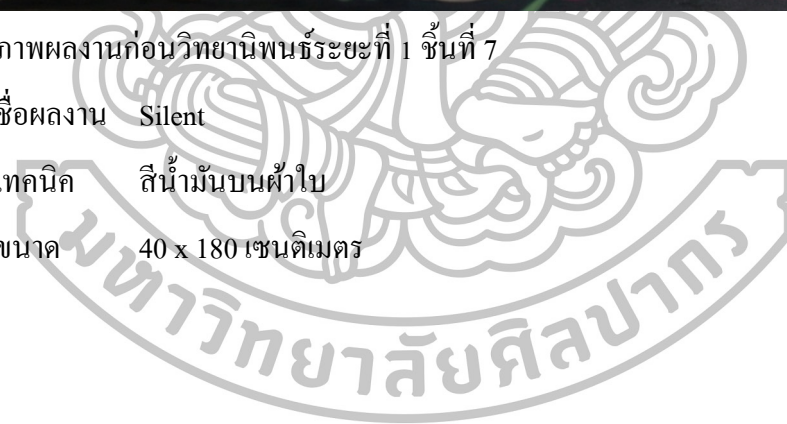 ภาพผลงานก่อนวิทยานิพนธ์ระยะที่ 1 ชิ้นที่ 7
ชื่อผลงาน Silent
เทคนิค สีน้ำมันบนผ้าใบ
ขนาด 40 x 180 เซนติเมตร
มหาวิทยาลัยศิลปากร